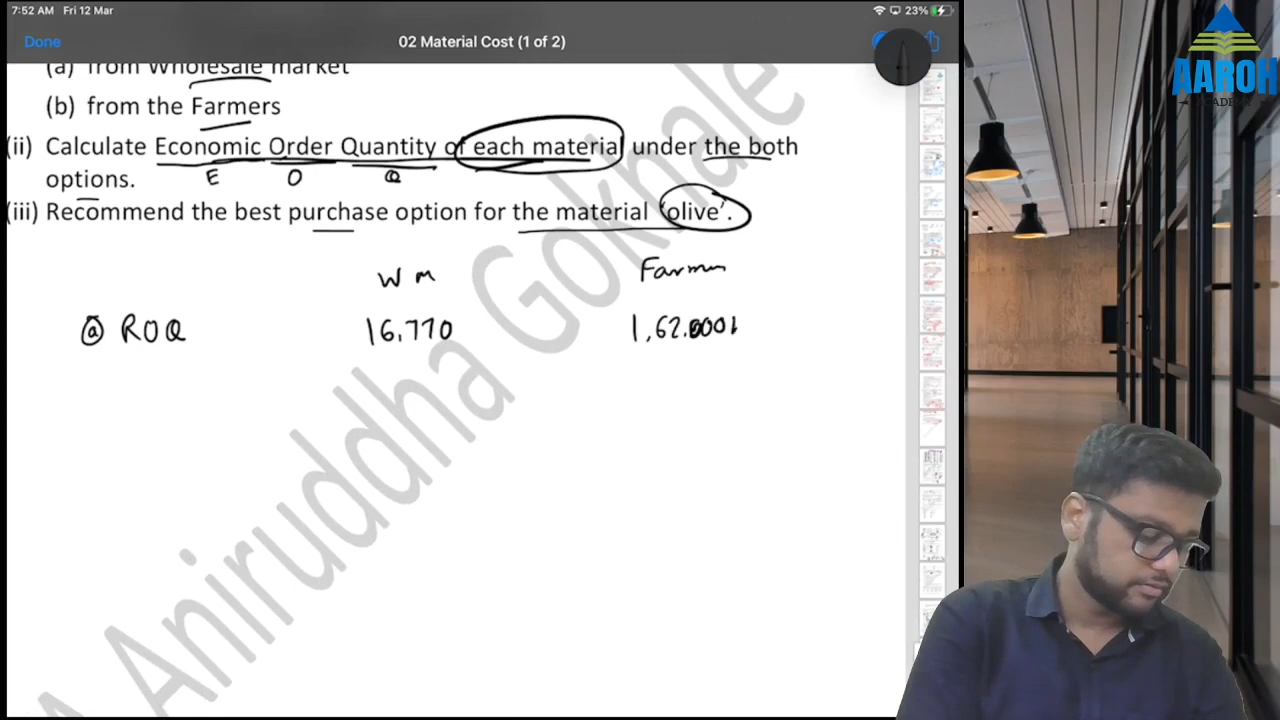 7:52 AM Fri 12 Mar
23%
Done
02 Material Cost (1 of 2)
AAROH
ACADEMY
(a) from Wholesale market
(b) from the Farmers
(ii) Calculate Economic Order Quantity of each material under the both
options.
E O Q
(iii) Recommend the best purchase option for the material 'olive'.
W M
Farmer
(a) ROQ 16,770 1,62,000
Aniruddha Gokhale